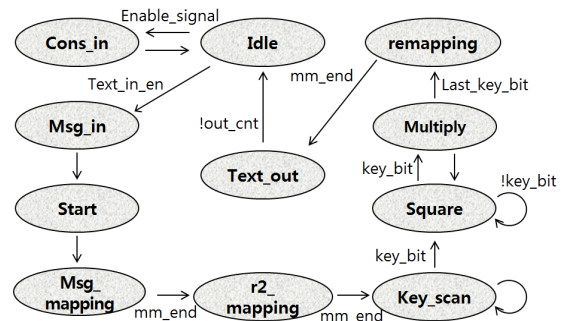 Enable_signal
Cons_in
Idle
remapping
mm_end
Text_in_en
Last_key_bit
!out_cnt
Msg_in
Multiply
key_bit
Text_out
!key_bit
Start
Square
key_bit
Msg_
mapping
r2_
mapping
Key_scan
mm_end
mm_end